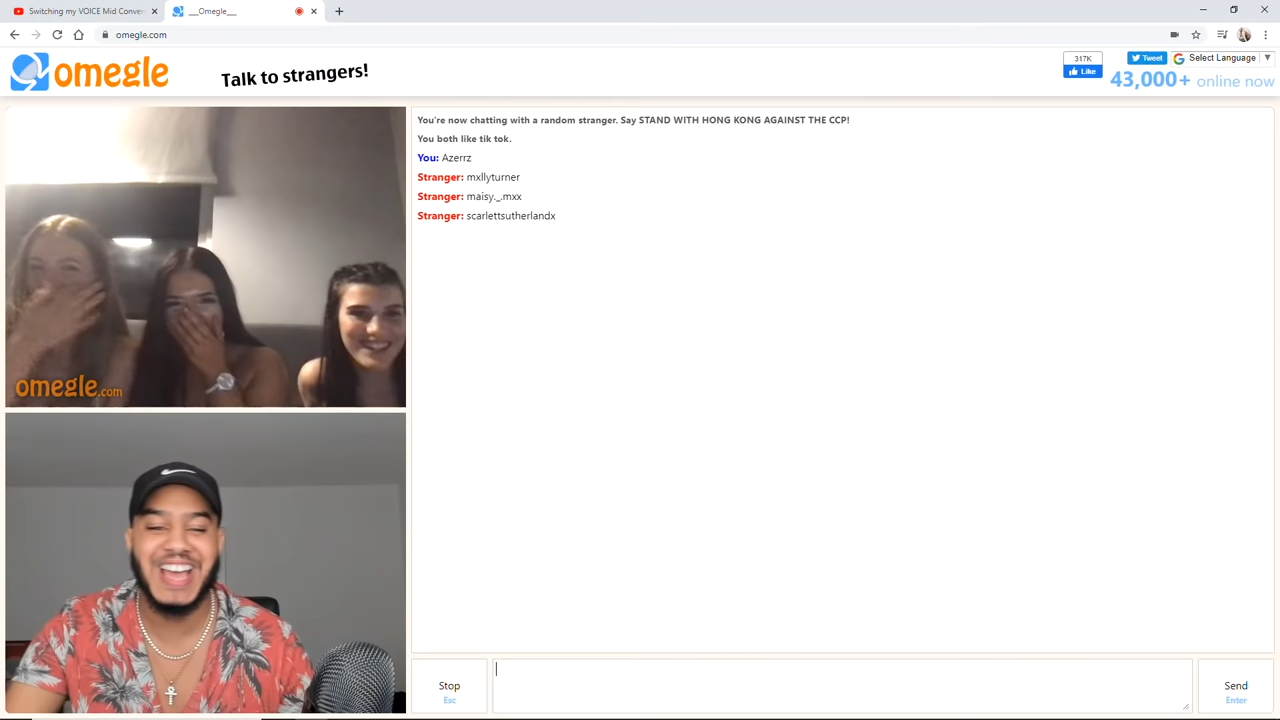 Switching my VOICE Mid Conver
___Omegle___
omegle.com
omegle
Talk to strangers!
317K
Like
Tweet
Select Language
43,000+ online now
You're now chatting with a random stranger. Say STAND WITH HONG KONG AGAINST THE CCP!
You both like tik tok.
You: Azerrz
Stranger: mxllyturner
Stranger: maisy._.mxx
Stranger: scarlettsutherlandx
omegle.com
Stop
Esc
Send
Enter